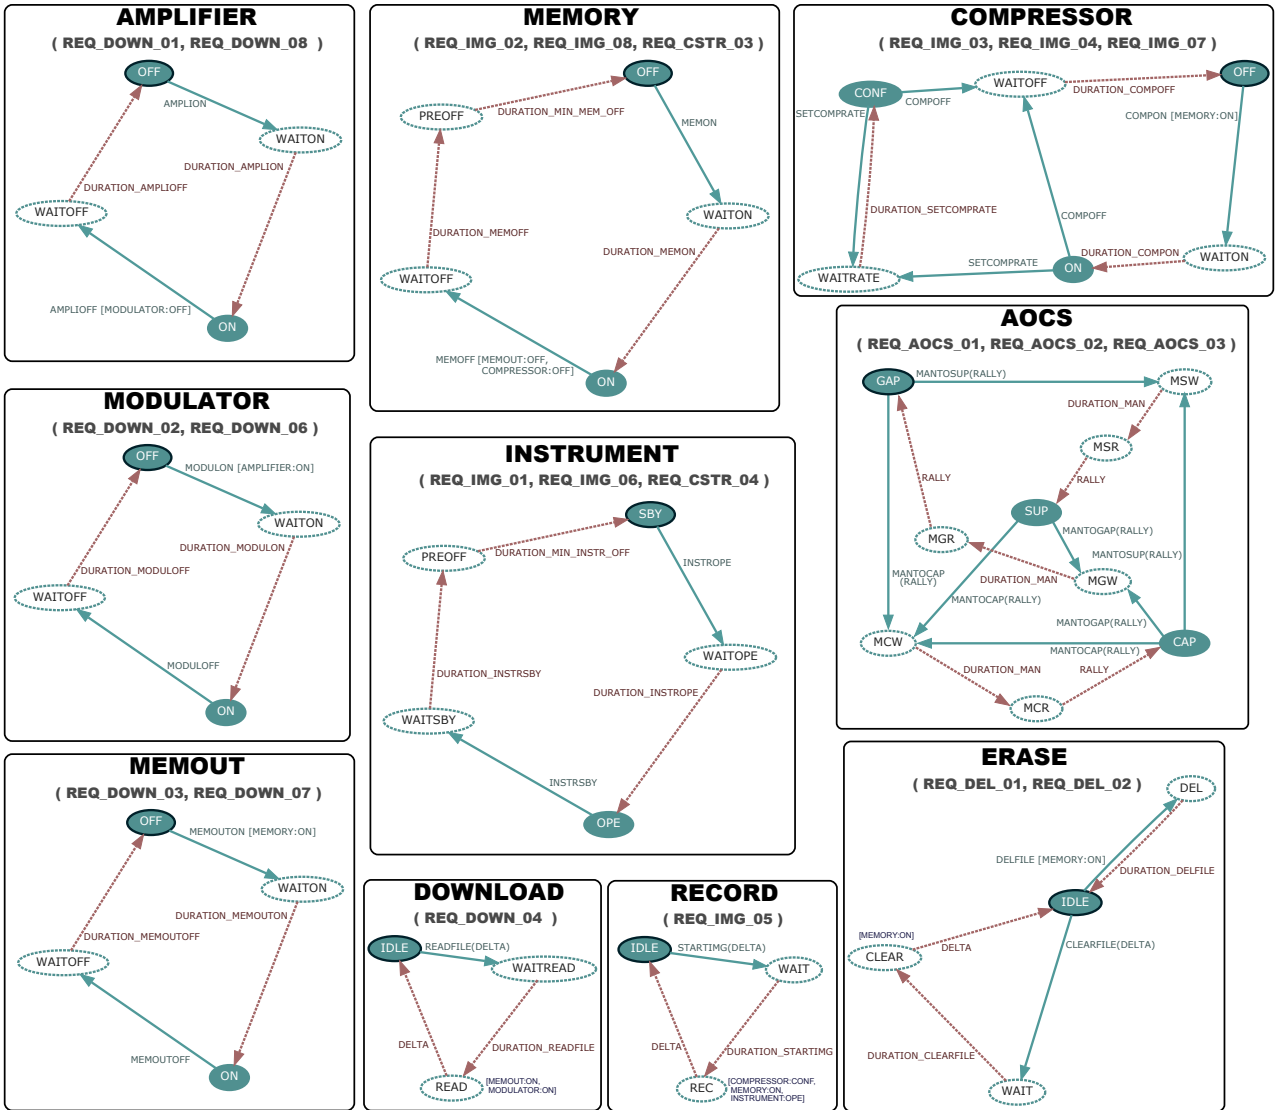 AMPLIFIER
( REQ_DOWN_01, REQ_DOWN_08 )
OFF
AMPLION
WAITON
DURATION_AMPLION
DURATION_AMPLIOFF
WAITOFF
AMPLIOFF [MODULATOR:OFF]
ON
MEMORY
( REQ_IMG_02, REQ_IMG_08, REQ_CSTR_03 )
OFF
PREOFF
DURATION_MIN_MEM_OFF
MEMON
WAITON
DURATION_MEMOFF
DURATION_MEMON
WAITOFF
MEMOFF [MEMOUT:OFF,
COMPRESSOR:OFF]
ON
COMPRESSOR
( REQ_IMG_03, REQ_IMG_04, REQ_IMG_07 )
OFF
WAITOFF
DURATION_COMPOFF
CONF
COMPOFF
SETCOMPRATE
COMPON [MEMORY:ON]
DURATION_SETCOMPRATE
COMPOFF
DURATION_COMPON
WAITON
SETCOMPRATE
ON
WAITRATE
AOCS
( REQ_AOCS_01, REQ_AOCS_02, REQ_AOCS_03 )
GAP
MANTOSUP(RALLY)
MSW
DURATION_MAN
MSR
RALLY
RALLY
SUP
MANTOGAP(RALLY)
MGR
MANTOSUP(RALLY)
MANTOCAP
(RALLY)
DURATION_MAN
MGW
MANTOCAP(RALLY)
MANTOGAP(RALLY)
MCW
CAP
MANTOCAP(RALLY)
DURATION_MAN
RALLY
MCR
MODULATOR
( REQ_DOWN_02, REQ_DOWN_06 )
OFF
MODULON [AMPLIFIER:ON]
WAITON
DURATION_MODULON
DURATION_MODULOFF
WAITOFF
MODULOFF
ON
INSTRUMENT
( REQ_IMG_01, REQ_IMG_06, REQ_CSTR_04 )
SBY
PREOFF
DURATION_MIN_INSTR_OFF
INSTROPE
WAITOPE
DURATION_INSTRSBY
DURATION_INSTROPE
WAITSBY
INSTRSBY
OPE
MEMOUT
( REQ_DOWN_03, REQ_DOWN_07 )
OFF
MEMOUTON [MEMORY:ON]
WAITON
DURATION_MEMOUTON
DURATION_MEMOUTOFF
WAITOFF
MEMOUTOFF
ON
DOWNLOAD
( REQ_DOWN_04 )
IDLE
READFILE(DELTA)
WAITREAD
DELTA
DURATION_READFILE
READ
[MEMOUT:ON,
MODULATOR:ON]
RECORD
( REQ_IMG_05 )
IDLE
STARTIMG(DELTA)
WAIT
DELTA
DURATION_STARTIMG
REC
[COMPRESSOR:CONF,
MEMORY:ON,
INSTRUMENT:OPE]
ERASE
( REQ_DEL_01, REQ_DEL_02 )
DEL
DELFILE [MEMORY:ON]
DURATION_DELFILE
IDLE
[MEMORY:ON]
CLEAR
DELTA
CLEARFILE(DELTA)
DURATION_CLEARFILE
WAIT